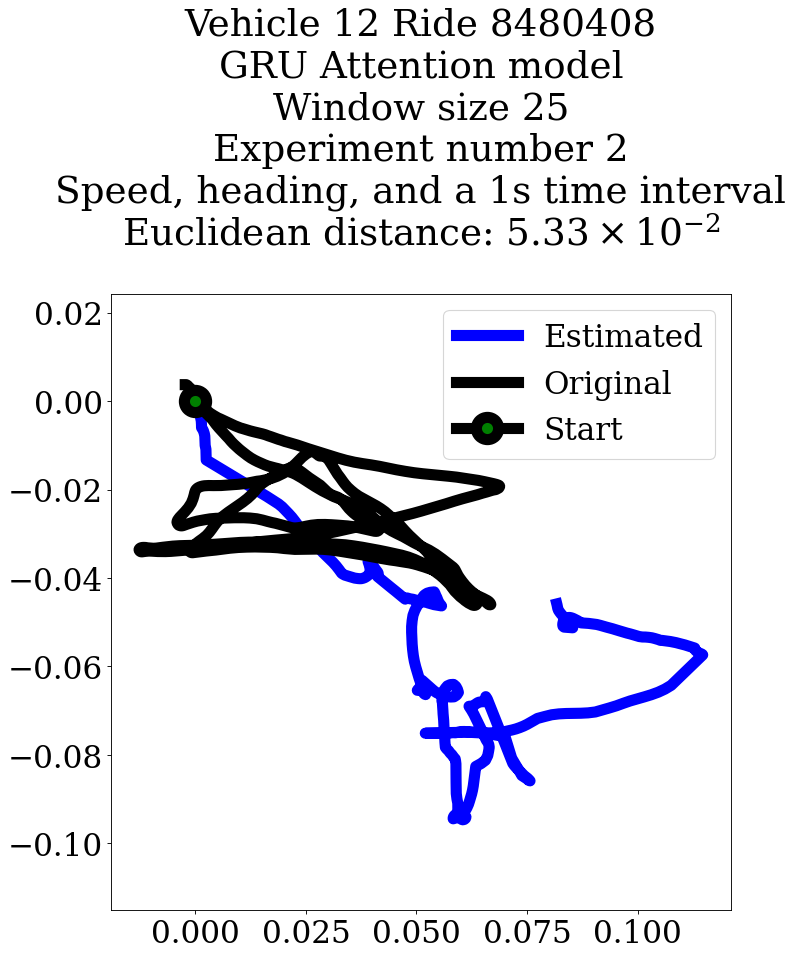 Vehicle 12 Ride 8480408
GRU Attention model
Window size 25
Experiment number 2
Speed, heading, and a 1s time interval
Euclidean distance: 5.33 × 10⁻²
Estimated
Original
Start
0.02
0.00
−0.02
−0.04
−0.06
−0.08
−0.10
0.000 0.025 0.050 0.075 0.100